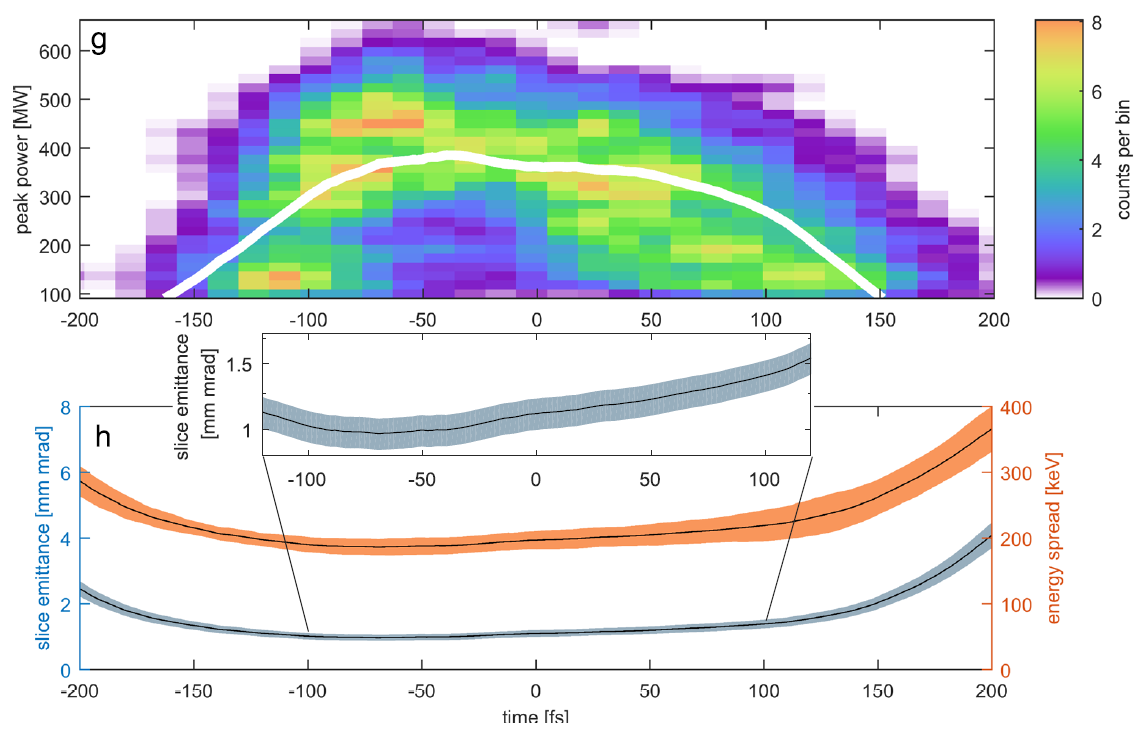 g
600
500
400
300
200
100
peak power [MW]
-200 -150 -100 -50 0 50 100 150 200
8
6
4
2
0
counts per bin
slice emittance
[mm mrad]
1.5
1
-100 -50 0 50 100
h
8
6
4
2
0
slice emittance [mm mrad]
400
300
200
100
0
energy spread [keV]
-200 -150 -100 -50 0 50 100 150 200
time [fs]